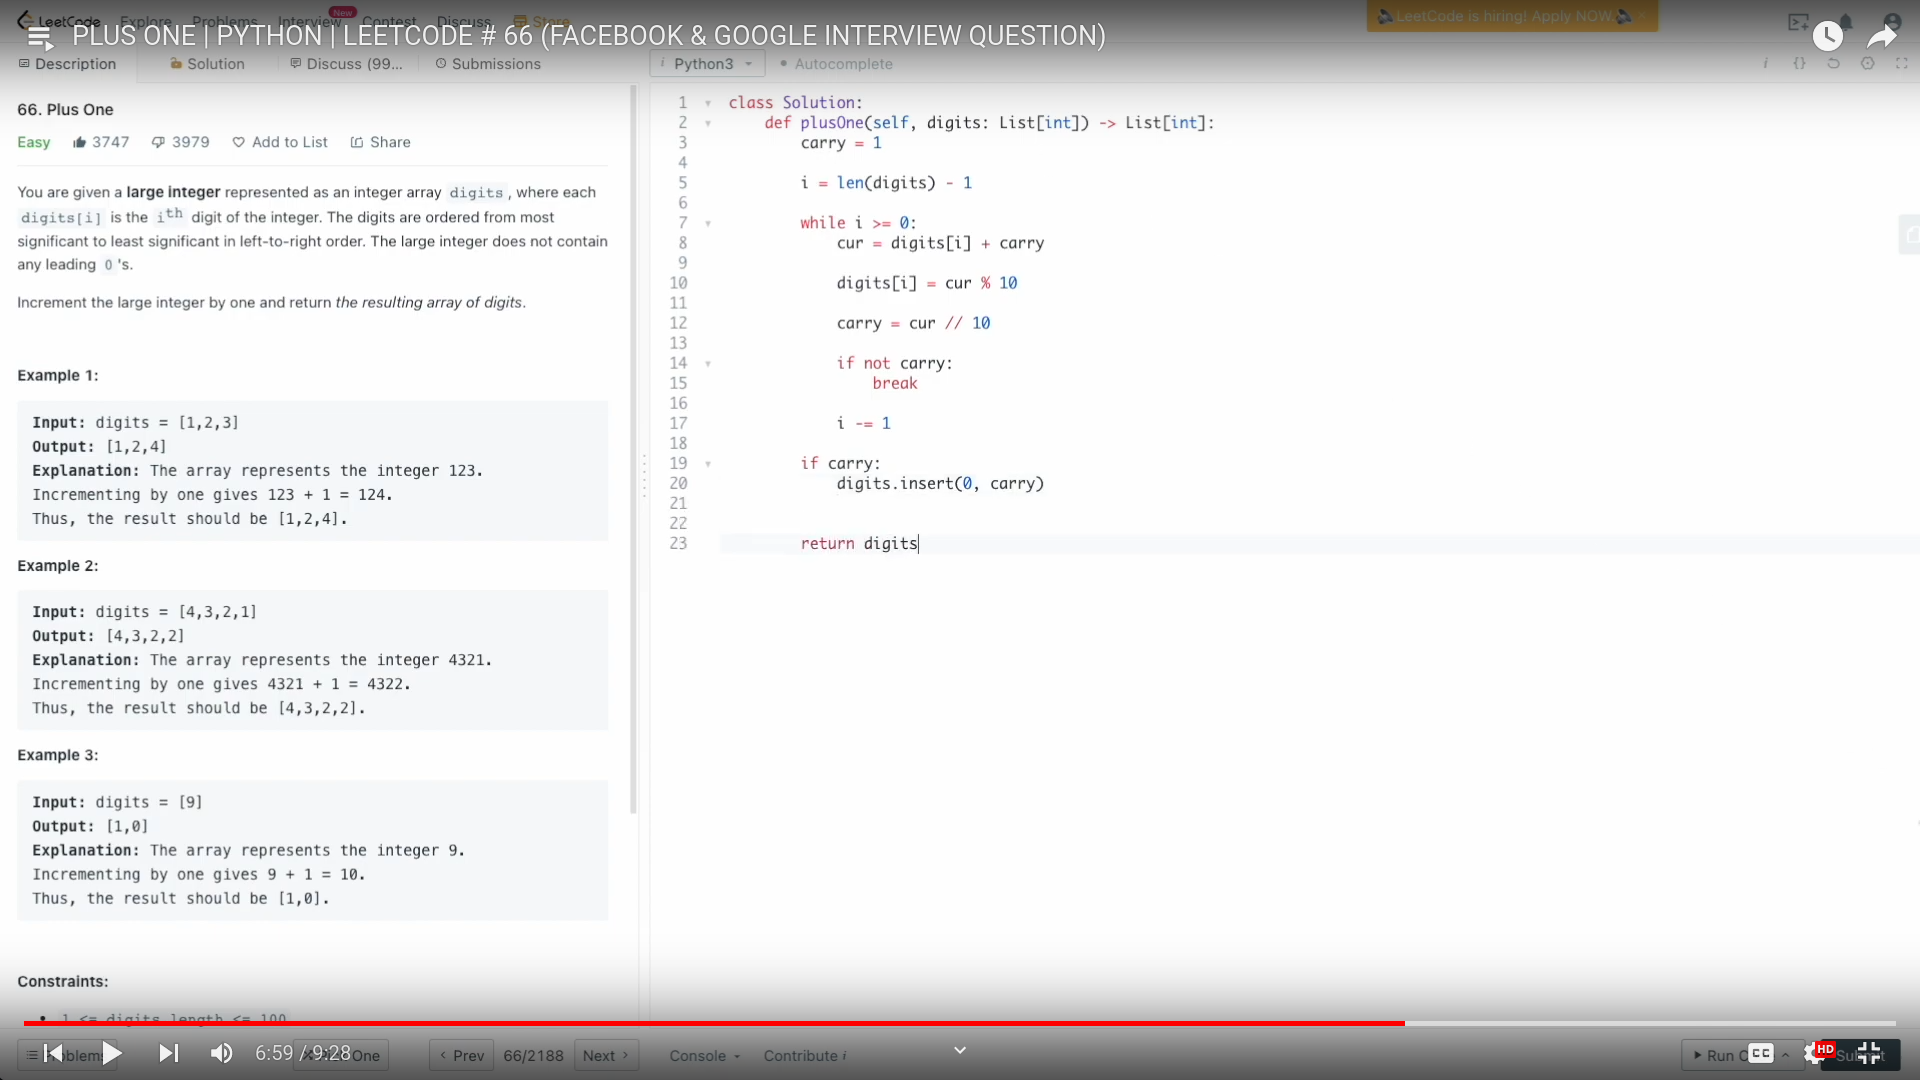 LeetCode Explore Problems Interview New Contest Discuss Store
LeetCode is hiring! Apply NOW.
PLUS ONE | PYTHON | LEETCODE # 66 (FACEBOOK & GOOGLE INTERVIEW QUESTION)
Description Solution Discuss (99... Submissions
i Python3 Autocomplete
i {}
66. Plus One
Easy 3747 3979 Add to List Share
You are given a large integer represented as an integer array digits, where each
digits[i] is the ith digit of the integer. The digits are ordered from most
significant to least significant in left-to-right order. The large integer does not contain
any leading 0's.
Increment the large integer by one and return the resulting array of digits.
Example 1:
Input: digits = [1,2,3]
Output: [1,2,4]
Explanation: The array represents the integer 123.
Incrementing by one gives 123 + 1 = 124.
Thus, the result should be [1,2,4].
Example 2:
Input: digits = [4,3,2,1]
Output: [4,3,2,2]
Explanation: The array represents the integer 4321.
Incrementing by one gives 4321 + 1 = 4322.
Thus, the result should be [4,3,2,2].
Example 3:
Input: digits = [9]
Output: [1,0]
Explanation: The array represents the integer 9.
Incrementing by one gives 9 + 1 = 10.
Thus, the result should be [1,0].
Constraints:
1 <= digits.length <= 100
1 class Solution:
2 def plusOne(self, digits: List[int]) -> List[int]:
3 carry = 1
4
5 i = len(digits) - 1
6
7 while i >= 0:
8 cur = digits[i] + carry
9
10 digits[i] = cur % 10
11
12 carry = cur // 10
13
14 if not carry:
15 break
16
17 i -= 1
18
19 if carry:
20 digits.insert(0, carry)
21
22
23 return digits
6:59 / 9:28
One
Prev 66/2188 Next
Console Contribute i
Run
CC HD